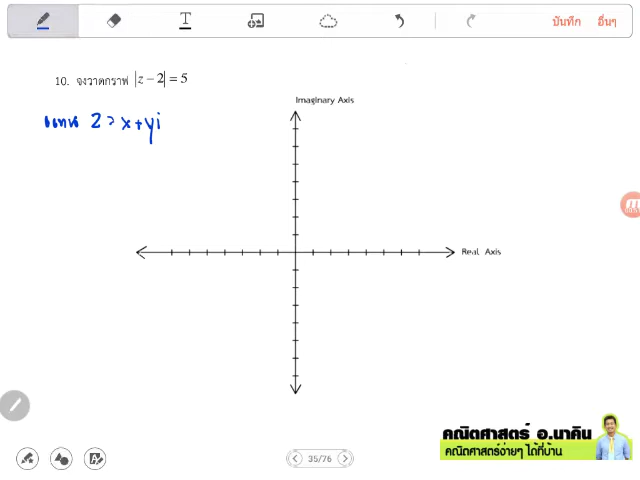 บันทึก อื่นๆ
10. จงวาดกราฟ |z − 2| = 5
Imaginary Axis
แทน z = x + yi
Real Axis
35/76
คณิตศาสตร์ อ.นาคิน
คณิตศาสตร์ง่ายๆ ได้ที่บ้าน